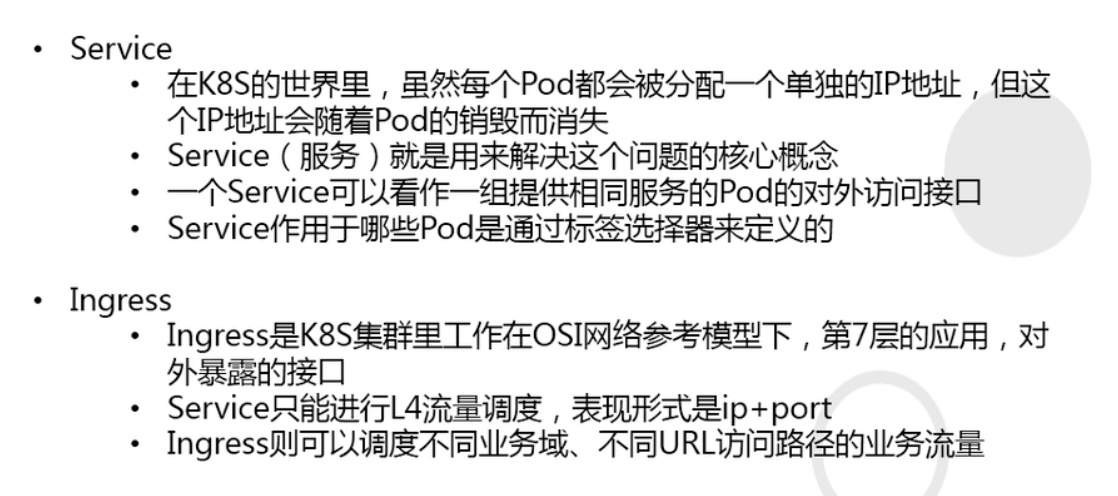 • Service
• 在K8S的世界里，虽然每个Pod都会被分配一个单独的IP地址，但这
个IP地址会随着Pod的销毁而消失
• Service（服务）就是用来解决这个问题的核心概念
• 一个Service可以看作一组提供相同服务的Pod的对外访问接口
• Service作用于哪些Pod是通过标签选择器来定义的
• Ingress
• Ingress是K8S集群里工作在OSI网络参考模型下，第7层的应用，对
外暴露的接口
• Service只能进行L4流量调度，表现形式是ip+port
• Ingress则可以调度不同业务域、不同URL访问路径的业务流量